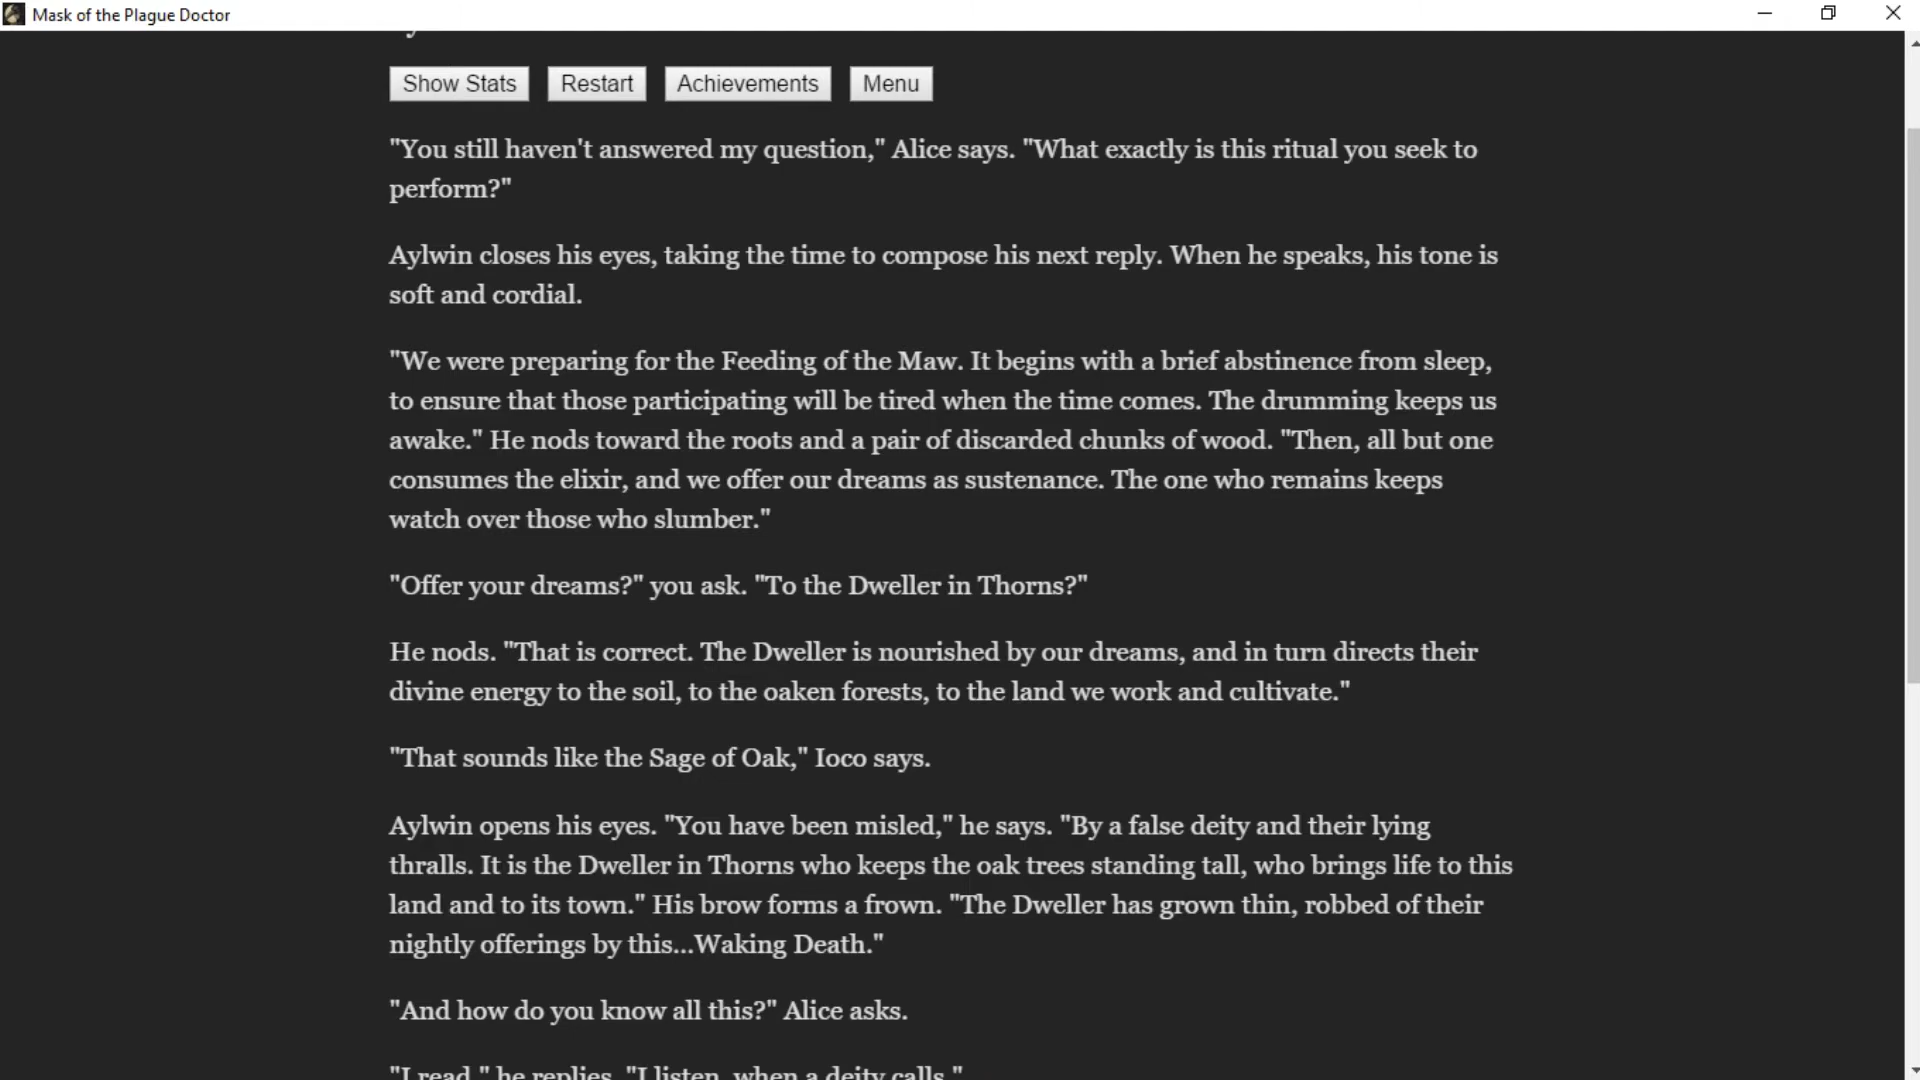 Mask of the Plague Doctor
Show Stats Restart Achievements Menu
"You still haven't answered my question," Alice says. "What exactly is this ritual you seek to
perform?"
Aylwin closes his eyes, taking the time to compose his next reply. When he speaks, his tone is
soft and cordial.
"We were preparing for the Feeding of the Maw. It begins with a brief abstinence from sleep,
to ensure that those participating will be tired when the time comes. The drumming keeps us
awake." He nods toward the roots and a pair of discarded chunks of wood. "Then, all but one
consumes the elixir, and we offer our dreams as sustenance. The one who remains keeps
watch over those who slumber."
"Offer your dreams?" you ask. "To the Dweller in Thorns?"
He nods. "That is correct. The Dweller is nourished by our dreams, and in turn directs their
divine energy to the soil, to the oaken forests, to the land we work and cultivate."
"That sounds like the Sage of Oak," Ioco says.
Aylwin opens his eyes. "You have been misled," he says. "By a false deity and their lying
thralls. It is the Dweller in Thorns who keeps the oak trees standing tall, who brings life to this
land and to its town." His brow forms a frown. "The Dweller has grown thin, robbed of their
nightly offerings by this...Waking Death."
"And how do you know all this?" Alice asks.
"I read," he replies. "I listen, when a deity calls."